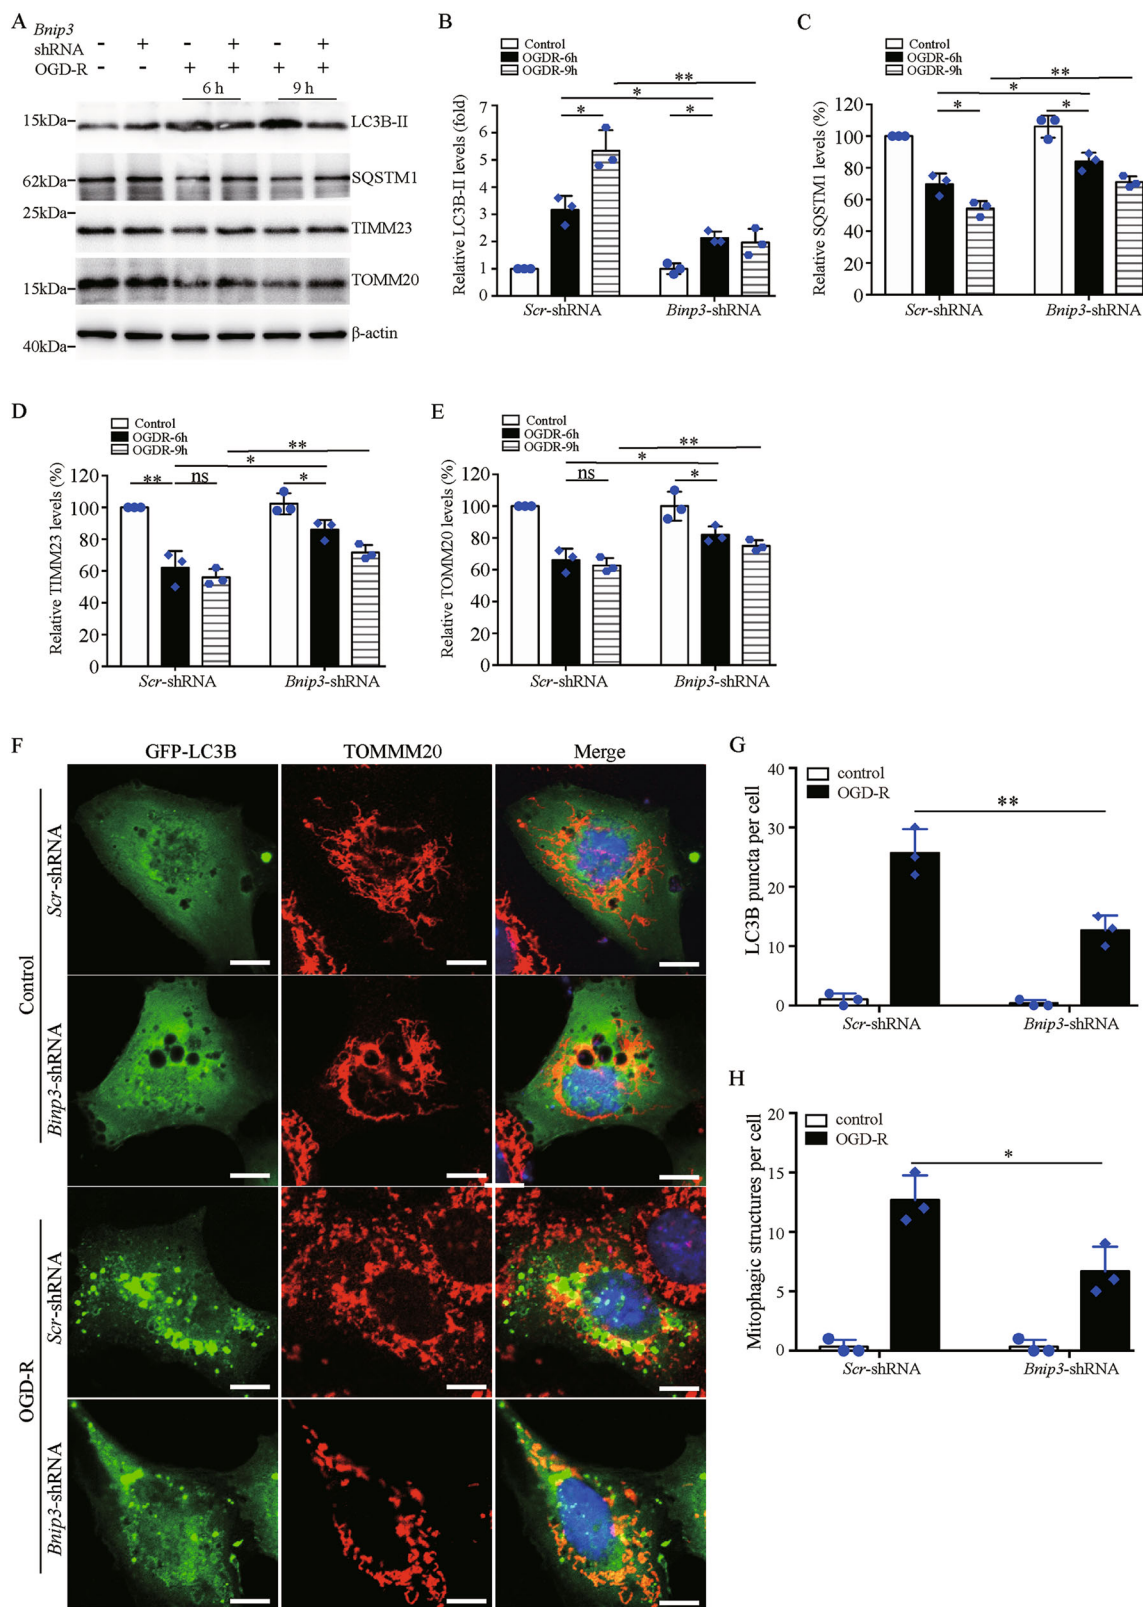 A
Bnip3
shRNA - + - + - +
OGD-R - - + + + +
6 h 9 h
15kDa LC3B-II
62kDa SQSTM1
25kDa
TIMM23
15kDa TOMM20
β-actin
40kDa
B
Control
OGDR-6h
OGDR-9h
**
*
* *
Relative LC3B-II levels (fold)
7
6
5
4
3
2
1
0
Scr-shRNA Binp3-shRNA
C
Control
OGDR-6h
OGDR-9h
**
*
* *
Relative SQSTM1 levels (%)
120
100
80
60
40
20
0
Scr-shRNA Bnip3-shRNA
D
Control
OGDR-6h
OGDR-9h
**
*
** ns *
Relative TIMM23 levels (%)
120
100
80
60
40
20
0
Scr-shRNA Bnip3-shRNA
E
Control
OGDR-6h
OGDR-9h
**
*
ns *
Relative TOMM20 levels (%)
120
100
80
60
40
20
0
Scr-shRNA Bnip3-shRNA
F
GFP-LC3B TOMMM20 Merge
Control
Scr-shRNA
Binp3-shRNA
OGD-R
Scr-shRNA
Bnip3-shRNA
G
control
OGD-R
**
LC3B puncta per cell
40
30
20
10
0
Scr-shRNA Bnip3-shRNA
H
control
OGD-R
*
Mitophagic structures per cell
20
15
10
5
0
Scr-shRNA Bnip3-shRNA